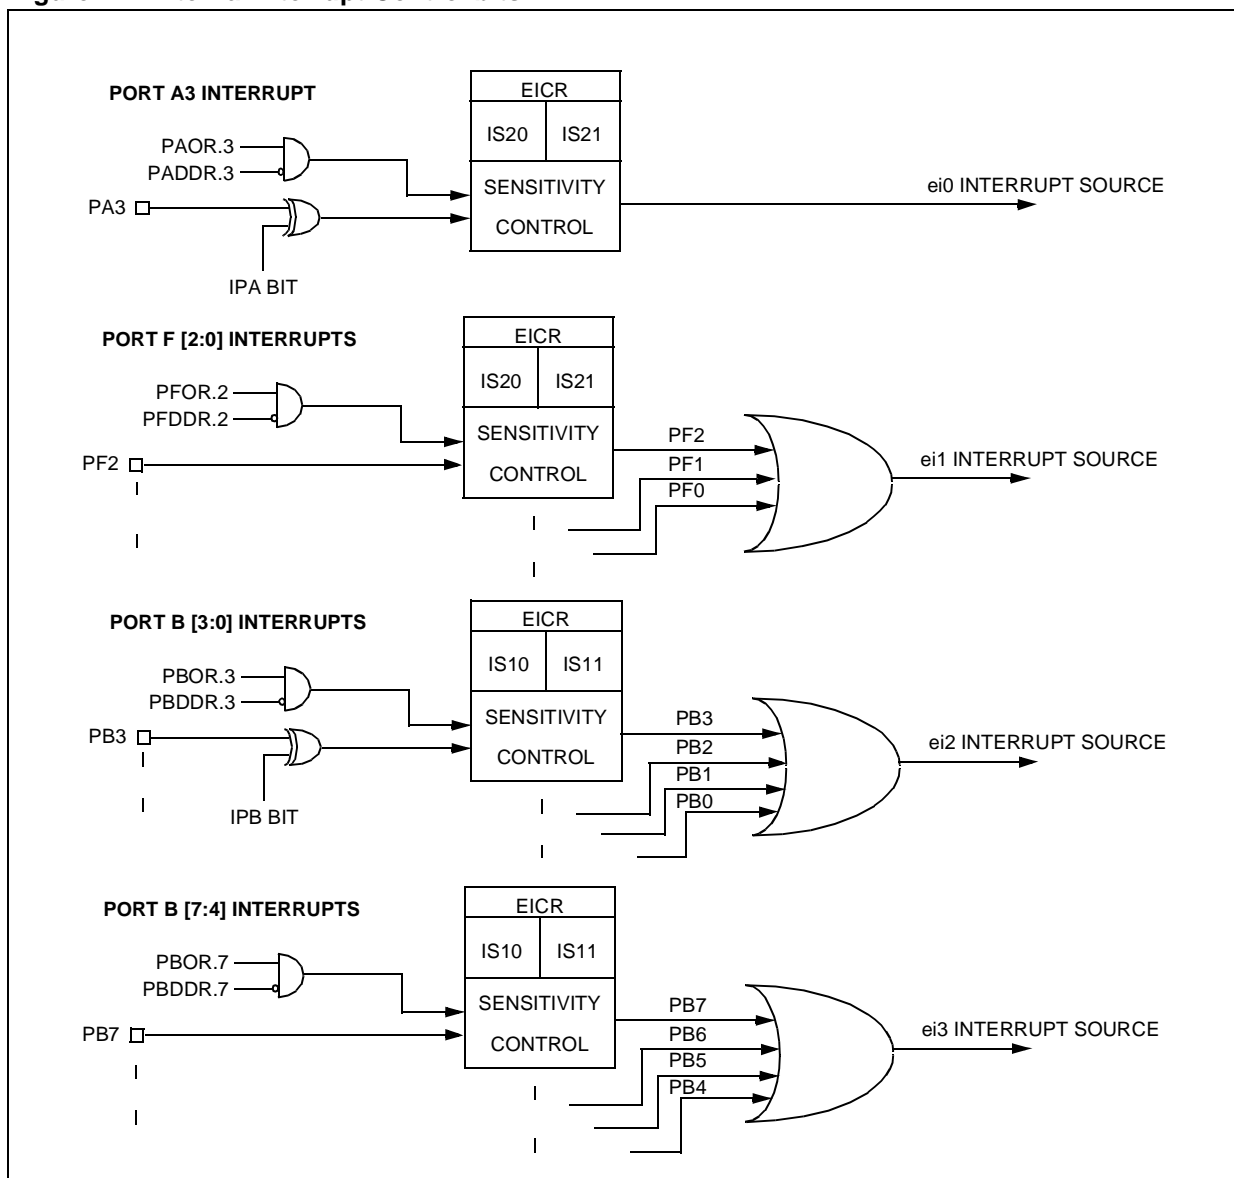 PORT A3 INTERRUPT
EICR
IS20 IS21
PAOR.3
PADDR.3
SENSITIVITY
CONTROL
PA3
IPA BIT
ei0 INTERRUPT SOURCE
PORT F [2:0] INTERRUPTS
EICR
IS20 IS21
PFOR.2
PFDDR.2
SENSITIVITY
CONTROL
PF2
PF2
PF1
PF0
ei1 INTERRUPT SOURCE
PORT B [3:0] INTERRUPTS
EICR
IS10 IS11
PBOR.3
PBDDR.3
SENSITIVITY
CONTROL
PB3
IPB BIT
PB3
PB2
PB1
PB0
ei2 INTERRUPT SOURCE
PORT B [7:4] INTERRUPTS
EICR
IS10 IS11
PBOR.7
PBDDR.7
SENSITIVITY
CONTROL
PB7
PB7
PB6
PB5
PB4
ei3 INTERRUPT SOURCE